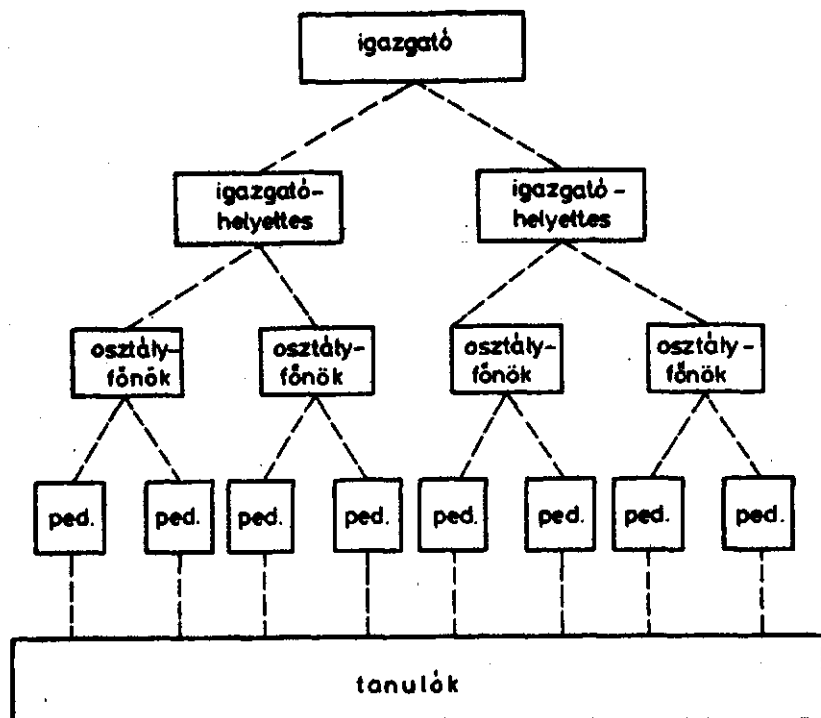 igazgató
igazgató-
helyettes
igazgató-
helyettes
osztály-
főnök
osztály-
főnök
osztály-
főnök
osztály-
főnök
ped.
ped.
ped.
ped.
ped.
ped.
ped.
ped.
tanulók